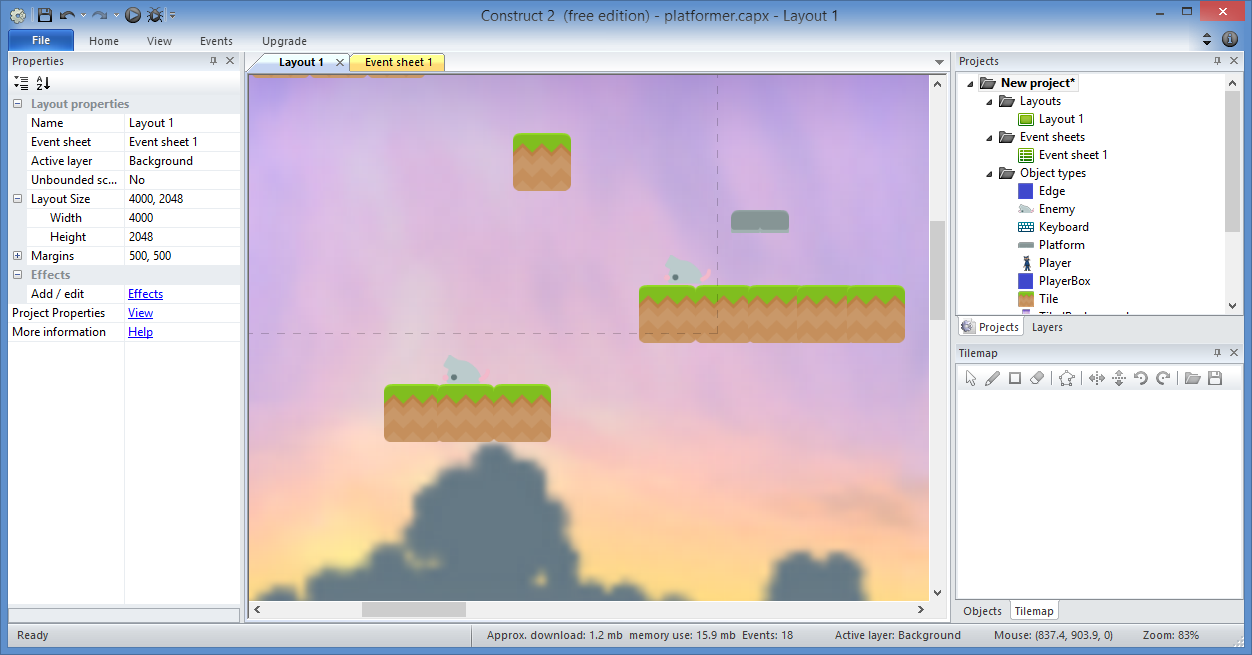 Construct 2  (free edition) - platformer.capx - Layout 1
File Home View Events Upgrade
Properties
Layout properties
Name Layout 1
Event sheet Event sheet 1
Active layer Background
Unbounded sc... No
Layout Size 4000, 2048
Width 4000
Height 2048
Margins 500, 500
Effects
Add / edit Effects
Project Properties View
More information Help
Layout 1 Event sheet 1
Projects
New project*
Layouts
Layout 1
Event sheets
Event sheet 1
Object types
Edge
Enemy
Keyboard
Platform
Player
PlayerBox
Tile
Projects Layers
Tilemap
Objects Tilemap
Ready Approx. download: 1.2 mb memory use: 15.9 mb Events: 18 Active layer: Background Mouse: (837.4, 903.9, 0) Zoom: 83%